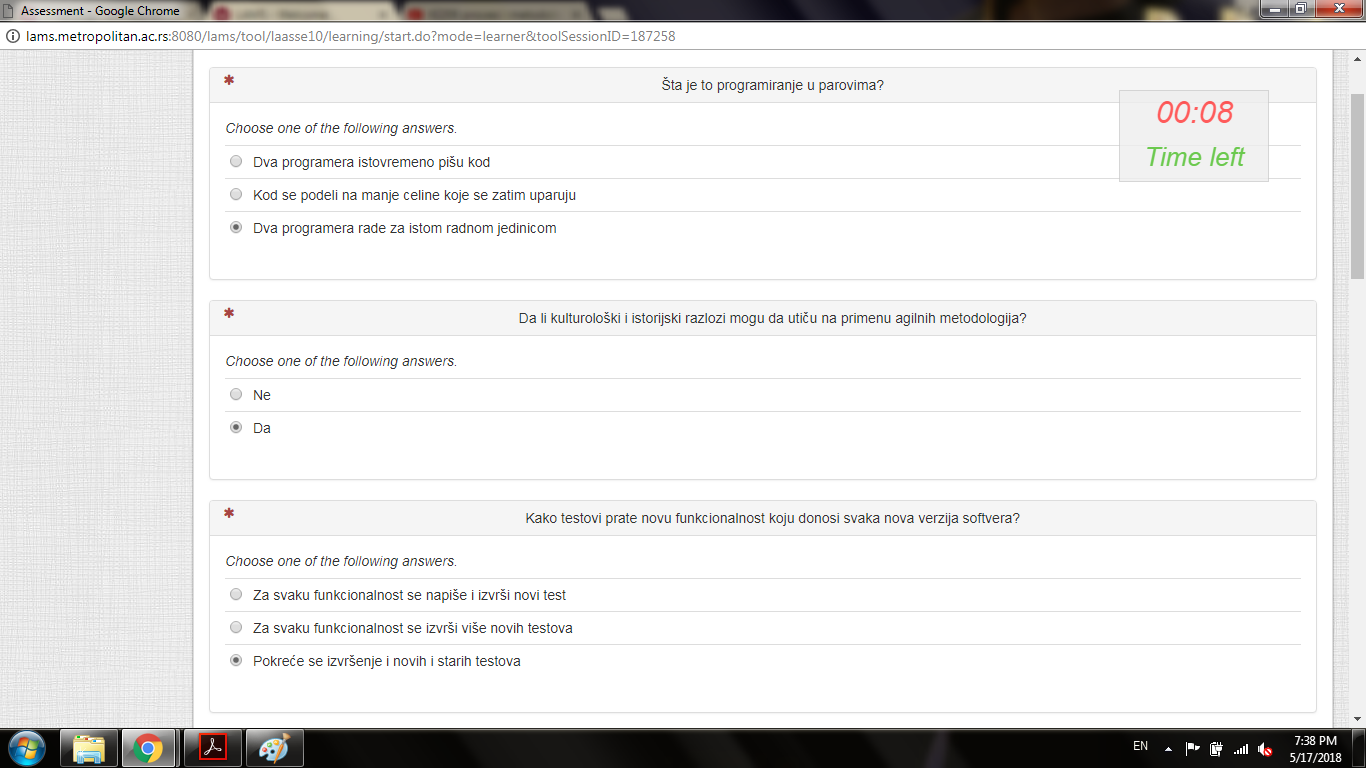 Assessment - Google Chrome
lams.metropolitan.ac.rs:8080/lams/tool/laasse10/learning/start.do?mode=learner&toolSessionID=187258
Šta je to programiranje u parovima?
00:08
Time left
Choose one of the following answers.
Dva programera istovremeno pišu kod
Kod se podeli na manje celine koje se zatim uparuju
Dva programera rade za istom radnom jedinicom
Da li kulturološki i istorijski razlozi mogu da utiču na primenu agilnih metodologija?
Choose one of the following answers.
Ne
Da
Kako testovi prate novu funkcionalnost koju donosi svaka nova verzija softvera?
Choose one of the following answers.
Za svaku funkcionalnost se napiše i izvrši novi test
Za svaku funkcionalnost se izvrši više novih testova
Pokreće se izvršenje i novih i starih testova
EN
7:38 PM
5/17/2018